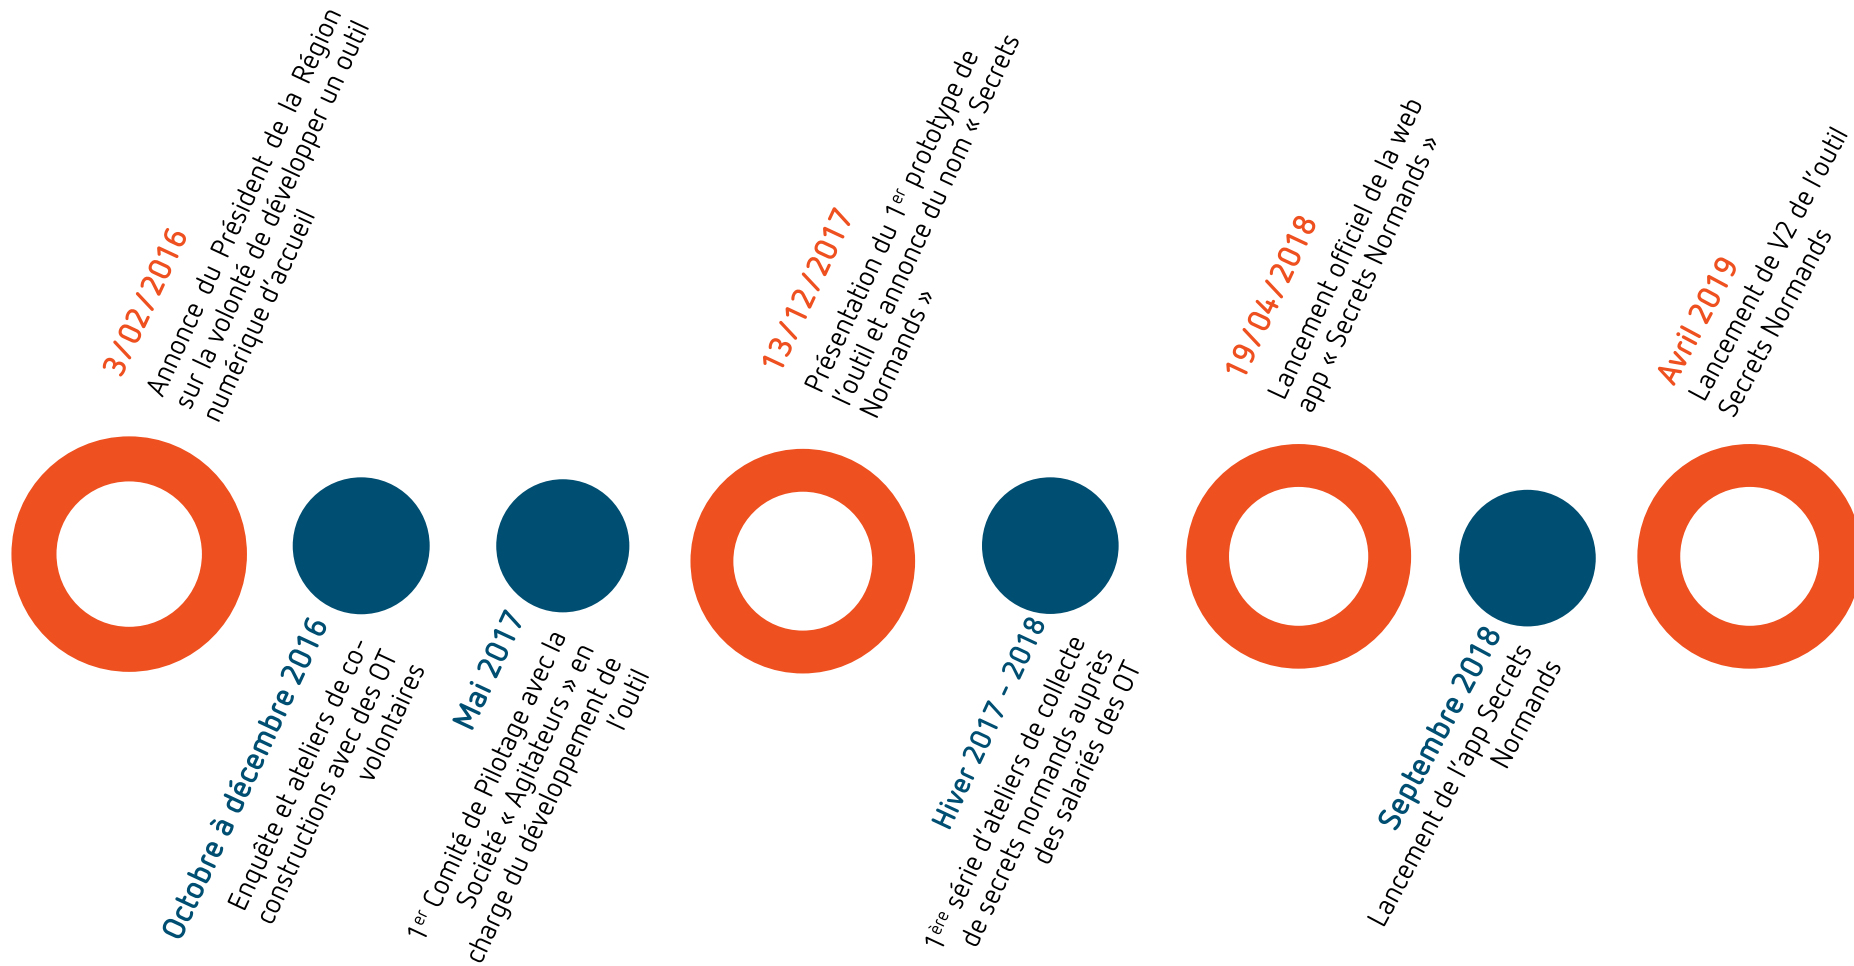 3/02/2016
Annonce du Président de la Région
sur la volonté de développer un outil
numérique d'accueil
Octobre à décembre 2016
Enquête et ateliers de co-
constructions avec des OT
volontaires
Mai 2017
1er Comité de Pilotage avec la
Société « Agitateurs » en
charge du développement de
l'outil
13/12/2017
Présentation du 1er prototype de
l'outil et annonce du nom « Secrets
Normands »
Hiver 2017 - 2018
1ère série d'ateliers de collecte
de secrets normands auprès
des salariés des OT
19/04/2018
Lancement officiel de la web
app « Secrets Normands »
Septembre 2018
Lancement de l'app Secrets
Normands
Avril 2019
Lancement de V2 de l'outil
Secrets Normands